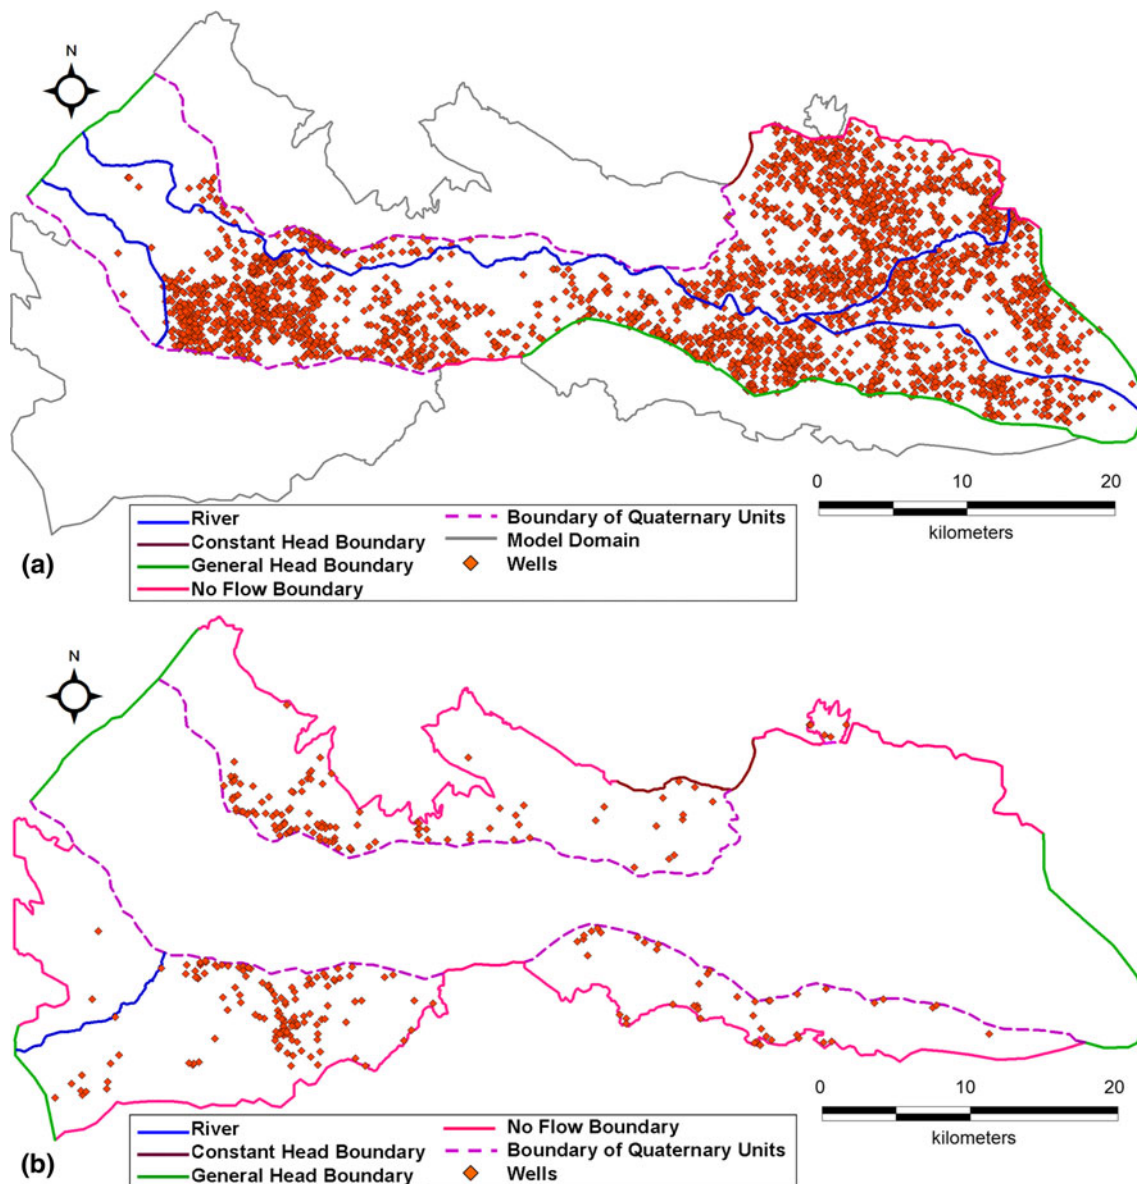 N
0 10 20
kilometers
River
Constant Head Boundary
General Head Boundary
No Flow Boundary
Boundary of Quaternary Units
Model Domain
Wells
(a)
N
0 10 20
kilometers
River
Constant Head Boundary
General Head Boundary
No Flow Boundary
Boundary of Quaternary Units
Wells
(b)